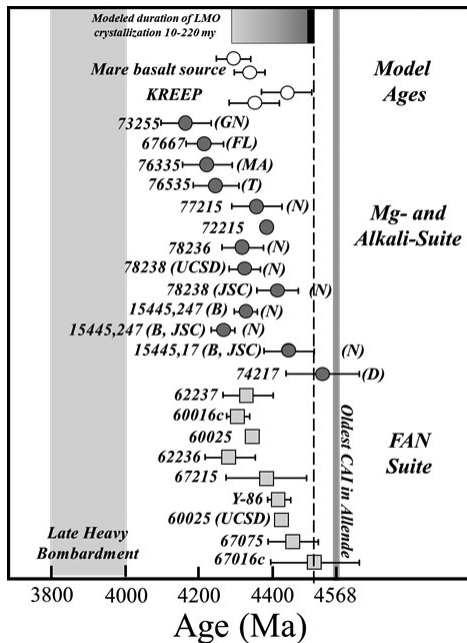 Modeled duration of LMO
crystallization 10-220 my
Mare basalt source
Model
Ages
KREEP
73255 (GN)
67667 (FL)
76335 (MA)
76535 (T)
77215 (N)
Mg- and
Alkali-Suite
72215
78236 (N)
78238 (UCSD) (N)
78238 (JSC) (N)
15445,247 (B) (N)
15445,247 (B, JSC) (N)
15445,17 (B, JSC) (N)
74217 (D)
62237
60016c
60025
62236
67215
FAN
Suite
Y-86
60025 (UCSD)
67075
67016c
Oldest CAI in Allende
Late Heavy
Bombardment
3800 4000 4200 4400 4568
Age (Ma)